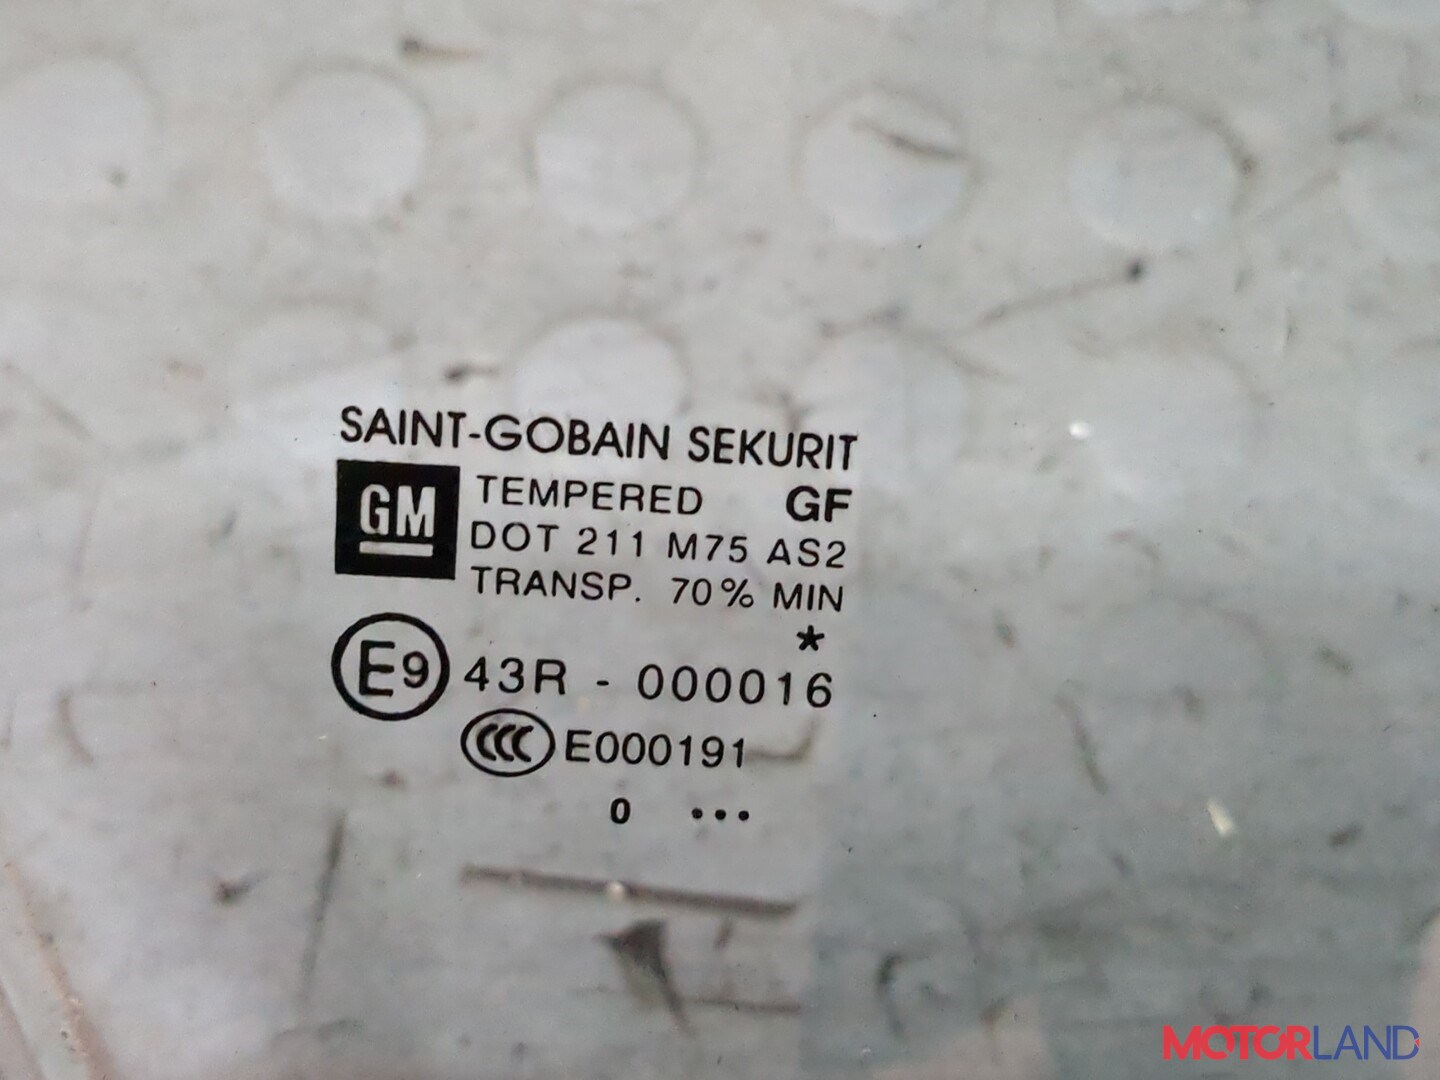 SAINT-GOBAIN SEKURIT
GM
TEMPERED GF
DOT 211 M75 AS2
TRANSP. 70% MIN
*
E9 43R - 000016
CCC E000191
0 ...
MOTORLAND